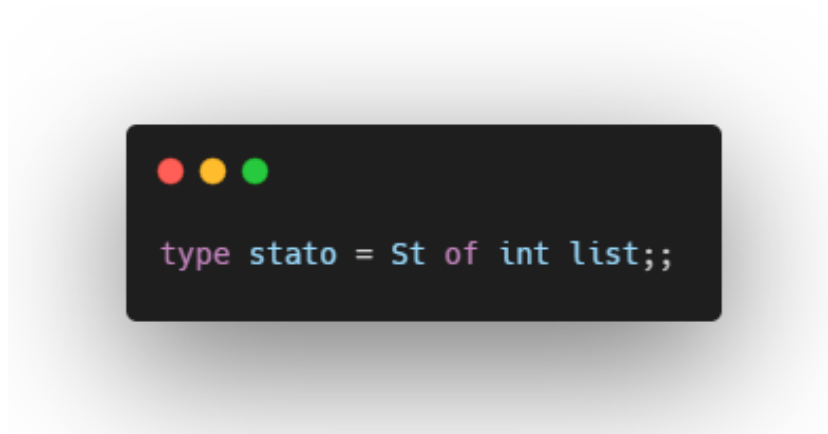 type stato = St of int list;;